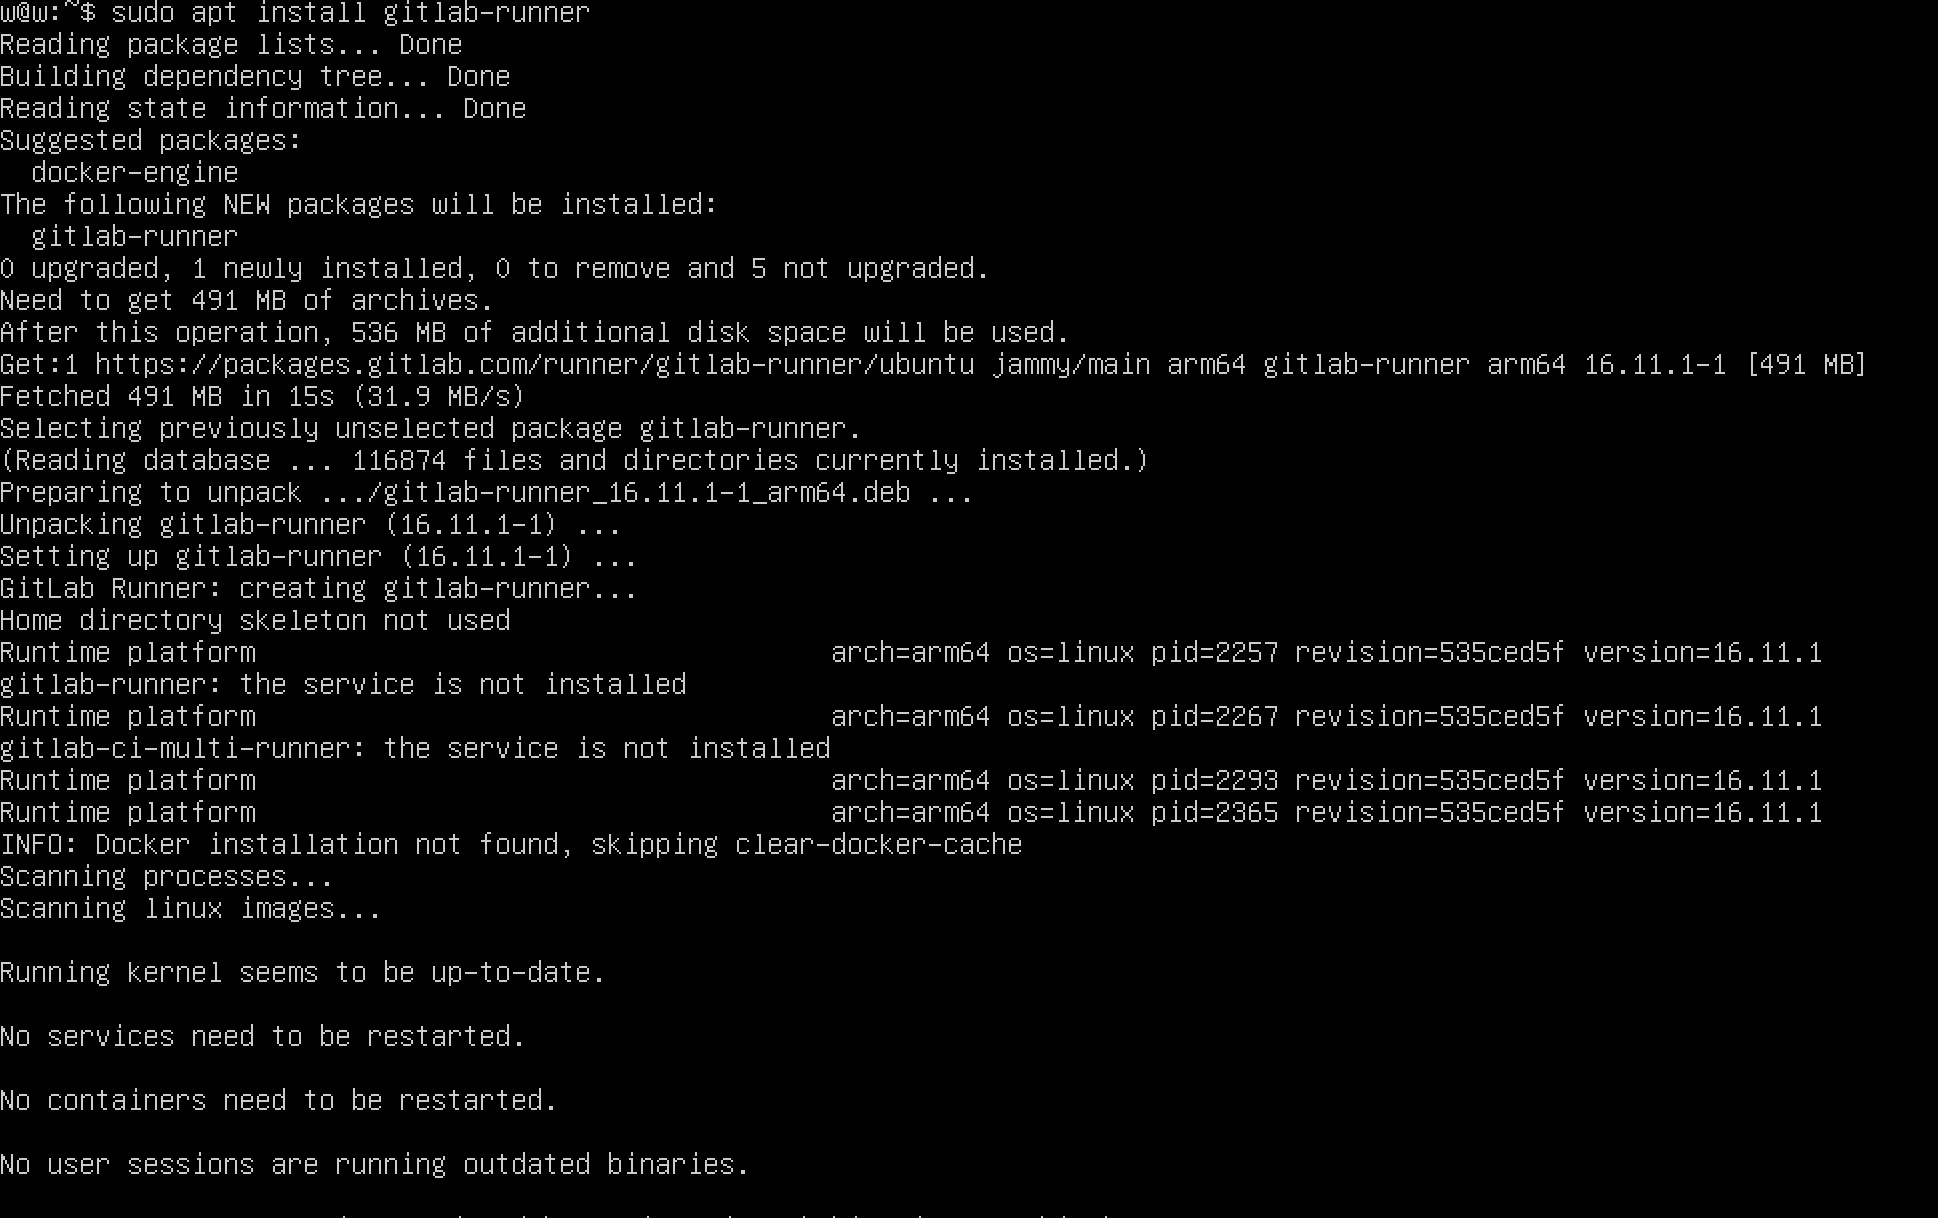 w@w:~$ sudo apt install gitlab-runner
Reading package lists... Done
Building dependency tree... Done
Reading state information... Done
Suggested packages:
  docker-engine
The following NEW packages will be installed:
  gitlab-runner
0 upgraded, 1 newly installed, 0 to remove and 5 not upgraded.
Need to get 491 MB of archives.
After this operation, 536 MB of additional disk space will be used.
Get:1 https://packages.gitlab.com/runner/gitlab-runner/ubuntu jammy/main arm64 gitlab-runner arm64 16.11.1-1 [491 MB]
Fetched 491 MB in 15s (31.9 MB/s)
Selecting previously unselected package gitlab-runner.
(Reading database ... 116874 files and directories currently installed.)
Preparing to unpack .../gitlab-runner_16.11.1-1_arm64.deb ...
Unpacking gitlab-runner (16.11.1-1) ...
Setting up gitlab-runner (16.11.1-1) ...
GitLab Runner: creating gitlab-runner...
Home directory skeleton not used
Runtime platform                                    arch=arm64 os=linux pid=2257 revision=535ced5f version=16.11.1
gitlab-runner: the service is not installed
Runtime platform                                    arch=arm64 os=linux pid=2267 revision=535ced5f version=16.11.1
gitlab-ci-multi-runner: the service is not installed
Runtime platform                                    arch=arm64 os=linux pid=2293 revision=535ced5f version=16.11.1
Runtime platform                                    arch=arm64 os=linux pid=2365 revision=535ced5f version=16.11.1
INFO: Docker installation not found, skipping clear-docker-cache
Scanning processes...
Scanning linux images...
Running kernel seems to be up-to-date.
No services need to be restarted.
No containers need to be restarted.
No user sessions are running outdated binaries.